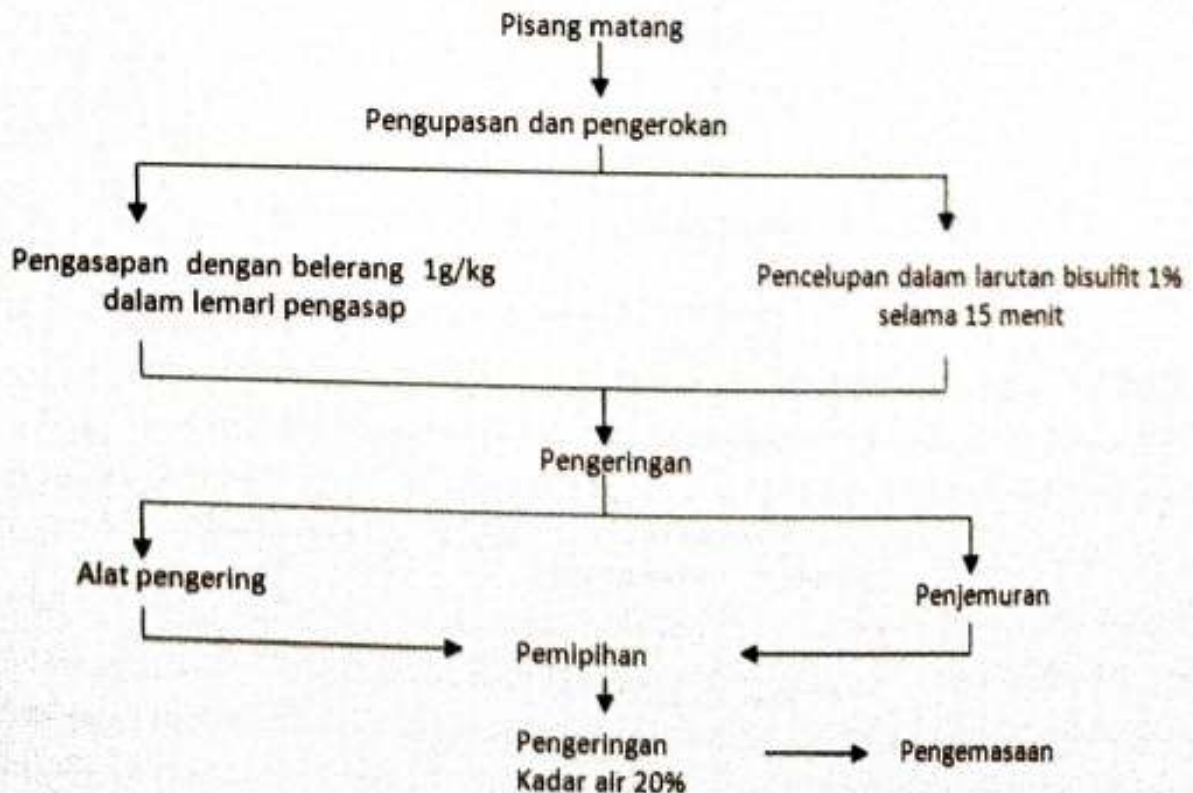 Pisang matang
Pengupasan dan pengerokan
Pengasapan dengan belerang 1g/kg
dalam lemari pengasap
Pencelupan dalam larutan bisulfit 1%
selama 15 menit
Pengeringan
Alat pengering
Penjemuran
Pemipihan
Pengeringan
Kadar air 20%
Pengemasaan